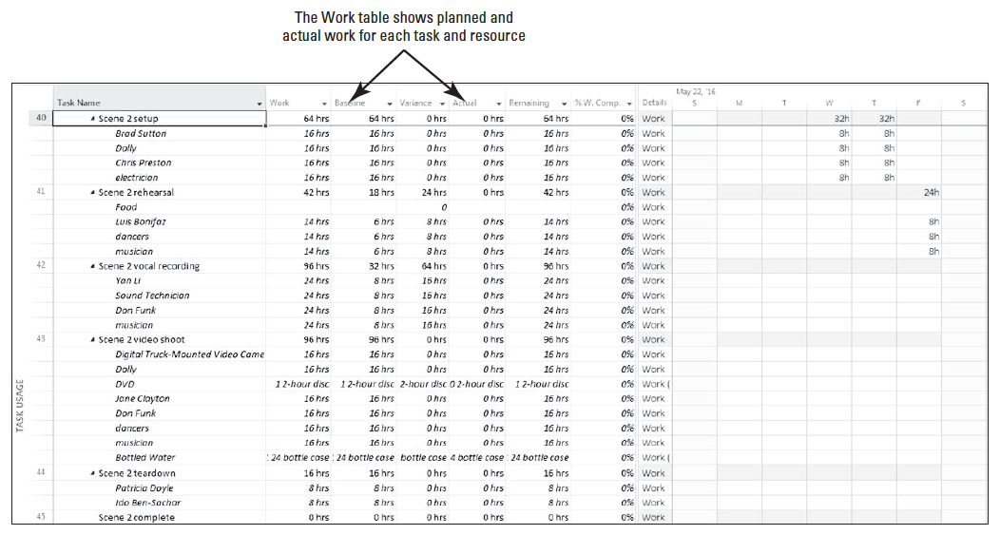 The Work table shows planned and
actual work for each task and resource
May 22, '16
Task Name Work Baseline Variance Actual Remaining % W. Comp. Details S M T W T F S
40 Scene 2 setup 64 hrs 64 hrs 0 hrs 0 hrs 64 hrs 0% Work 32h 32h
Brad Sutton 16 hrs 16 hrs 0 hrs 0 hrs 16 hrs 0% Work 8h 8h
Dolly 16 hrs 16 hrs 0 hrs 0 hrs 16 hrs 0% Work 8h 8h
Chris Preston 16 hrs 16 hrs 0 hrs 0 hrs 16 hrs 0% Work 8h 8h
electrician 16 hrs 16 hrs 0 hrs 0 hrs 16 hrs 0% Work 8h 8h
41 Scene 2 rehearsal 42 hrs 18 hrs 24 hrs 0 hrs 42 hrs 0% Work 24h
Food 0 0% Work
Luis Bonifaz 14 hrs 6 hrs 8 hrs 0 hrs 14 hrs 0% Work 8h
dancers 14 hrs 6 hrs 8 hrs 0 hrs 14 hrs 0% Work 8h
musician 14 hrs 6 hrs 8 hrs 0 hrs 14 hrs 0% Work 8h
42 Scene 2 vocal recording 96 hrs 32 hrs 64 hrs 0 hrs 96 hrs 0% Work
Yan Li 24 hrs 8 hrs 16 hrs 0 hrs 24 hrs 0% Work
Sound Technician 24 hrs 8 hrs 16 hrs 0 hrs 24 hrs 0% Work
Don Funk 24 hrs 8 hrs 16 hrs 0 hrs 24 hrs 0% Work
musician 24 hrs 8 hrs 16 hrs 0 hrs 24 hrs 0% Work
43 Scene 2 video shoot 96 hrs 96 hrs 0 hrs 0 hrs 96 hrs 0% Work
Digital Truck-Mounted Video Came 16 hrs 16 hrs 0 hrs 0 hrs 16 hrs 0% Work
Dolly 16 hrs 16 hrs 0 hrs 0 hrs 16 hrs 0% Work
DVD 1 2-hour disc 1 2-hour disc 2-hour disc 0 2-hour disc 1 2-hour disc 0% Work (
Jane Clayton 16 hrs 16 hrs 0 hrs 0 hrs 16 hrs 0% Work
Don Funk 16 hrs 16 hrs 0 hrs 0 hrs 16 hrs 0% Work
dancers 16 hrs 16 hrs 0 hrs 0 hrs 16 hrs 0% Work
musician 16 hrs 16 hrs 0 hrs 0 hrs 16 hrs 0% Work
Bottled Water 24 bottle case 24 bottle case bottle case 4 bottle case 24 bottle case 0% Work (
44 Scene 2 teardown 16 hrs 16 hrs 0 hrs 0 hrs 16 hrs 0% Work
Patricia Doyle 8 hrs 8 hrs 0 hrs 0 hrs 8 hrs 0% Work
Ido Ben-Sachar 8 hrs 8 hrs 0 hrs 0 hrs 8 hrs 0% Work
45 Scene 2 complete 0 hrs 0 hrs 0 hrs 0 hrs 0 hrs 0% Work
TASK USAGE